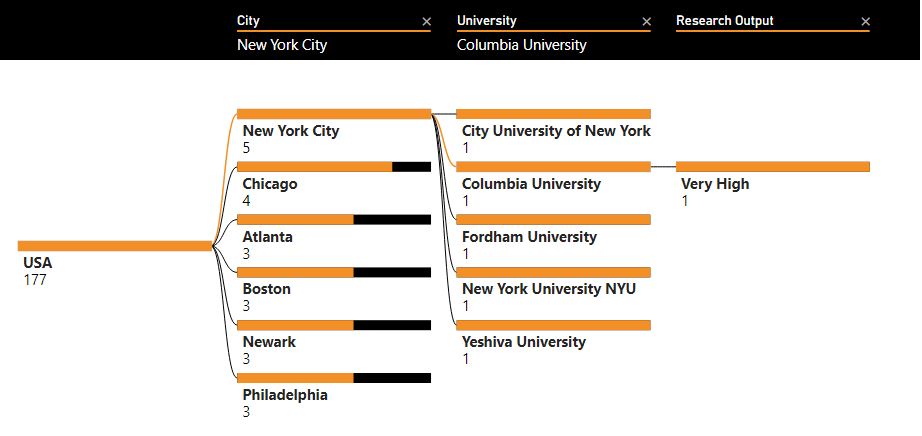 City
University
Research Output
New York City
Columbia University
USA
177
New York City
5
Chicago
4
Atlanta
3
Boston
3
Newark
3
Philadelphia
3
City University of New York
1
Columbia University
1
Fordham University
1
New York University NYU
1
Yeshiva University
1
Very High
1